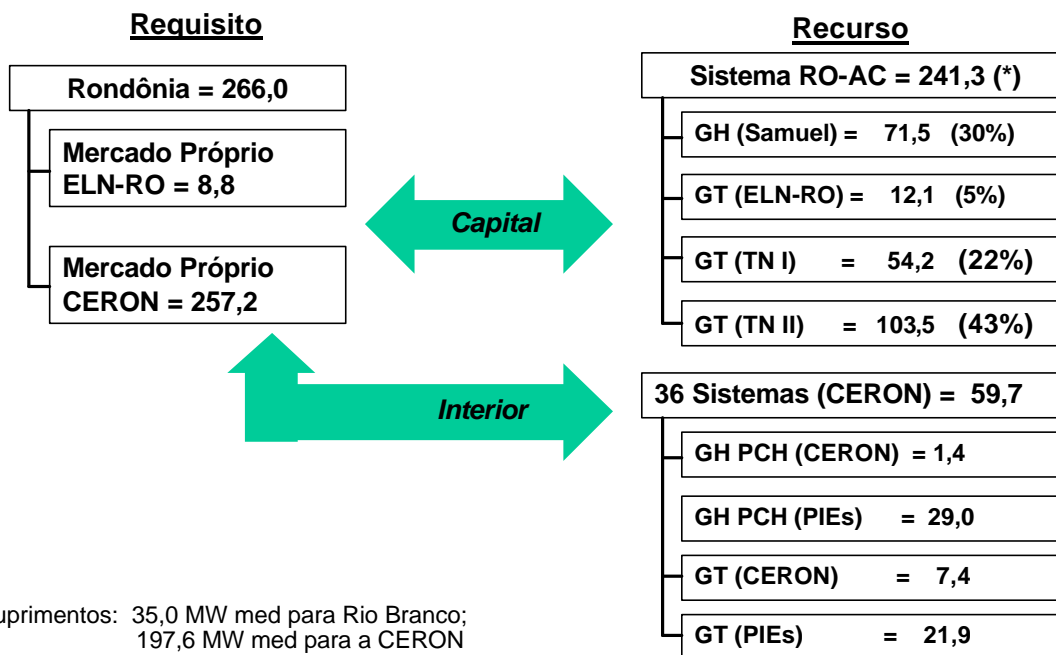 Requisito
Rondônia = 266,0
Mercado Próprio
ELN-RO = 8,8
Mercado Próprio
CERON = 257,2
Capital
Interior
Recurso
Sistema RO-AC = 241,3 (*)
GH (Samuel) = 71,5 (30%)
GT (ELN-RO) = 12,1 (5%)
GT (TN I) = 54,2 (22%)
GT (TN II) = 103,5 (43%)
36 Sistemas (CERON) = 59,7
GH PCH (CERON) = 1,4
GH PCH (PIEs) = 29,0
GT (CERON) = 7,4
GT (PIEs) = 21,9
uprimentos: 35,0 MW med para Rio Branco;
197,6 MW med para a CERON